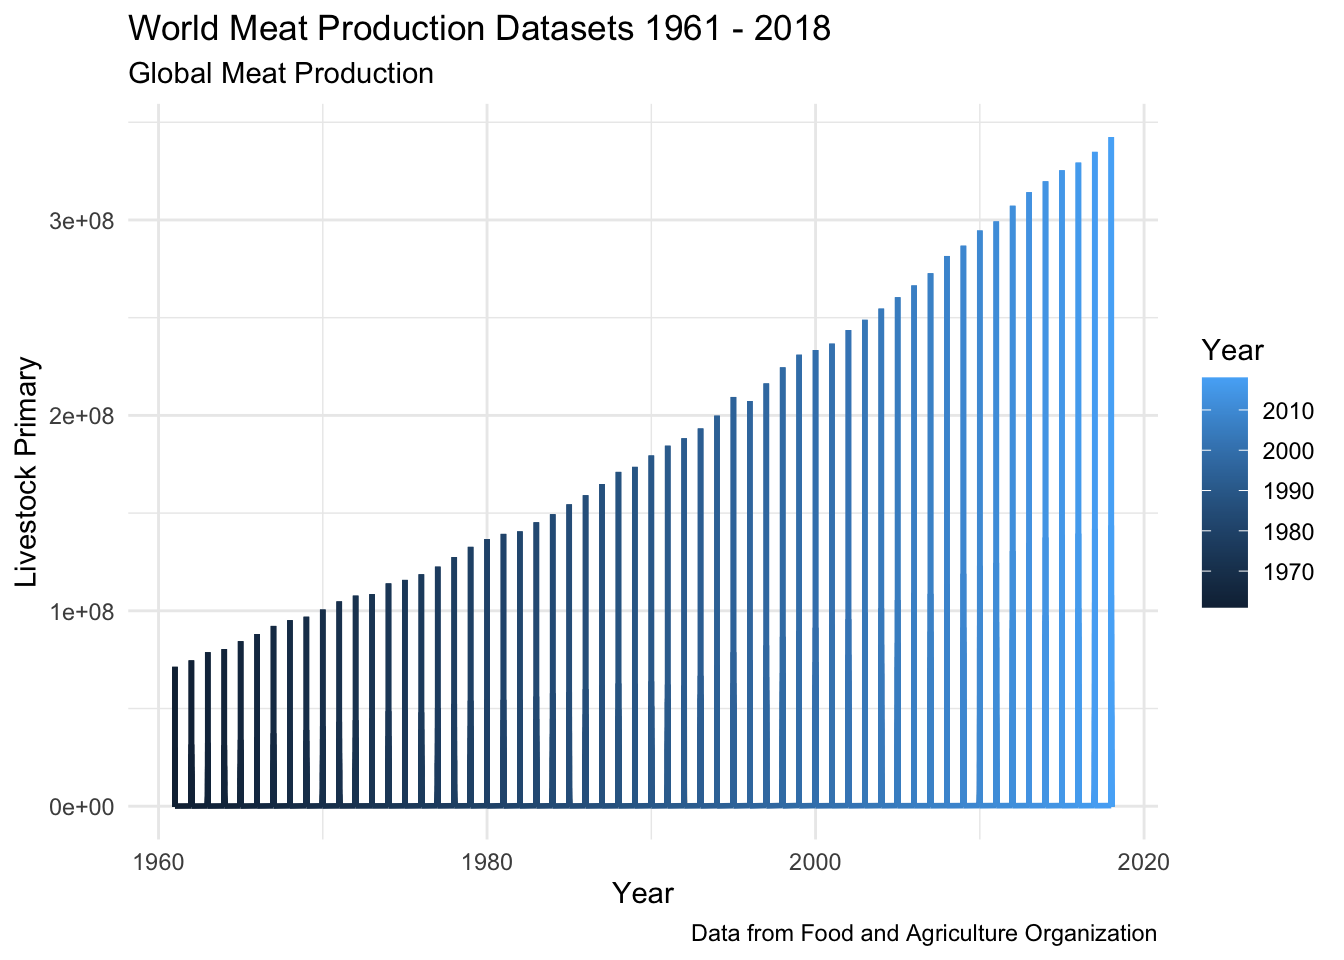 World Meat Production Datasets 1961 - 2018
Global Meat Production
Livestock Primary
3e+08
2e+08
1e+08
0e+00
1960
1980
2000
2020
Year
Year
2010
2000
1990
1980
1970
Data from Food and Agriculture Organization